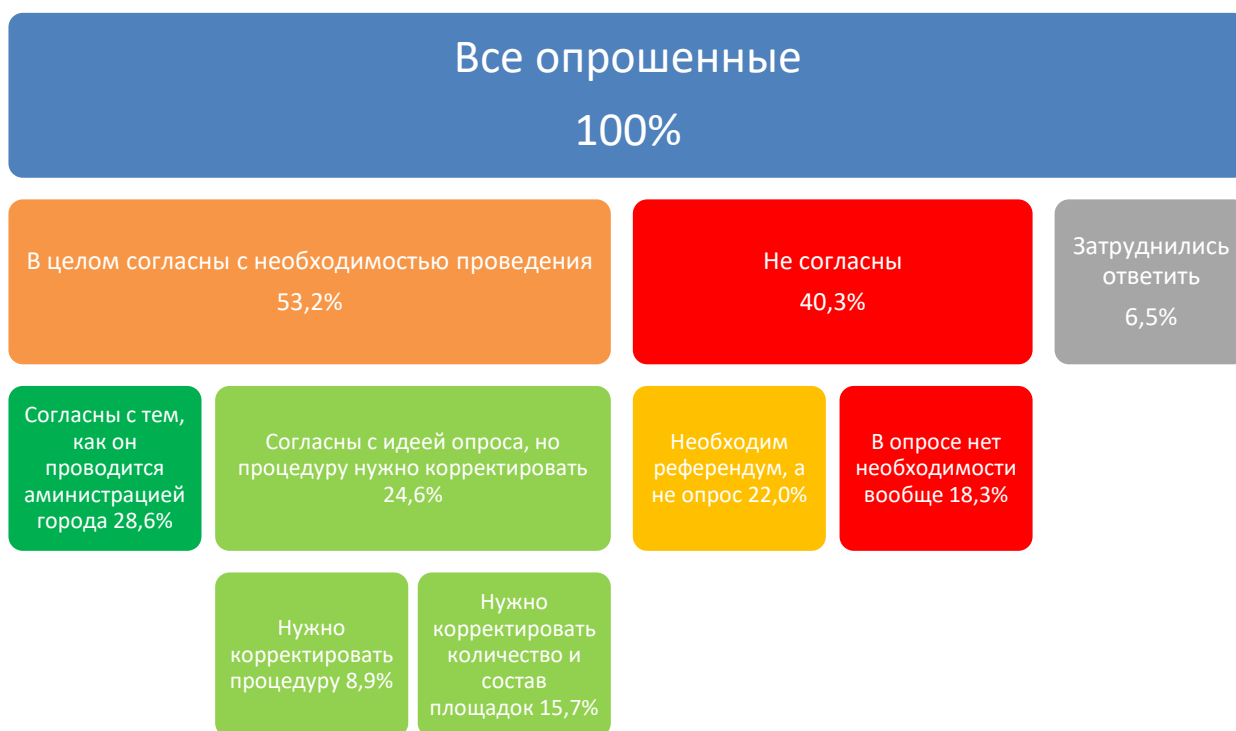 Все опрошенные
100%
В целом согласны с необходимостью проведения
53,2%
Не согласны
40,3%
Затруднились
ответить
6,5%
Согласны с тем,
как он
проводится
аминистрацией
города 28,6%
Согласны с идеей опроса, но
процедуру нужно корректировать
24,6%
Необходим
референдум, а
не опрос 22,0%
В опросе нет
необходимости
вообще 18,3%
Нужно
корректировать
процедуру 8,9%
Нужно
корректировать
количество и
состав
площадок 15,7%